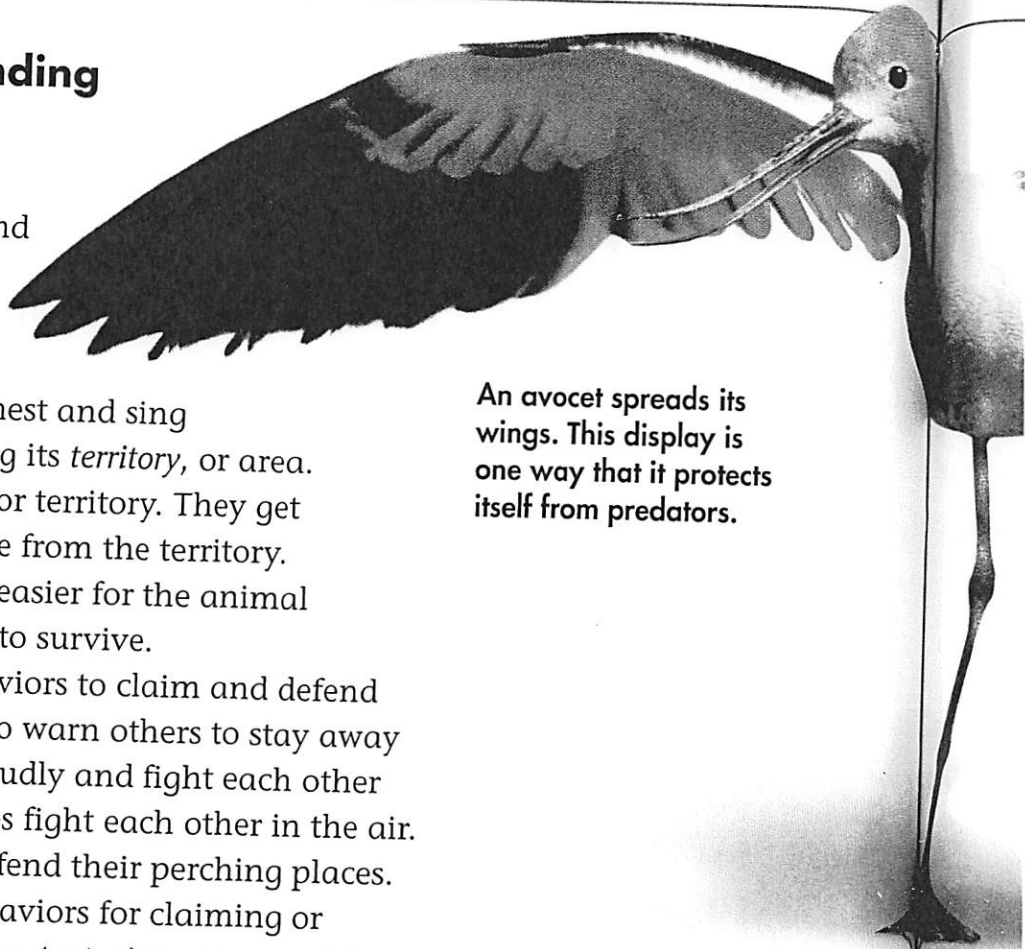 nding
nd
nest and sing
g its territory, or area.
or territory. They get
e from the territory.
easier for the animal
to survive.
viors to claim and defend
o warn others to stay away
udly and fight each other
s fight each other in the air.
fend their perching places.
aviors for claiming or
An avocet spreads its
wings. This display is
one way that it protects
itself from predators.